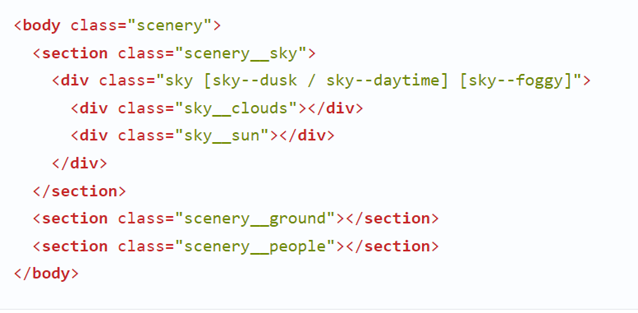 <body class="scenery">
<section class="scenery__sky">
<div class="sky [sky--dusk / sky--daytime] [sky--foggy]">
<div class="sky__clouds"></div>
<div class="sky__sun"></div>
</div>
</section>
<section class="scenery__ground"></section>
<section class="scenery__people"></section>
</body>